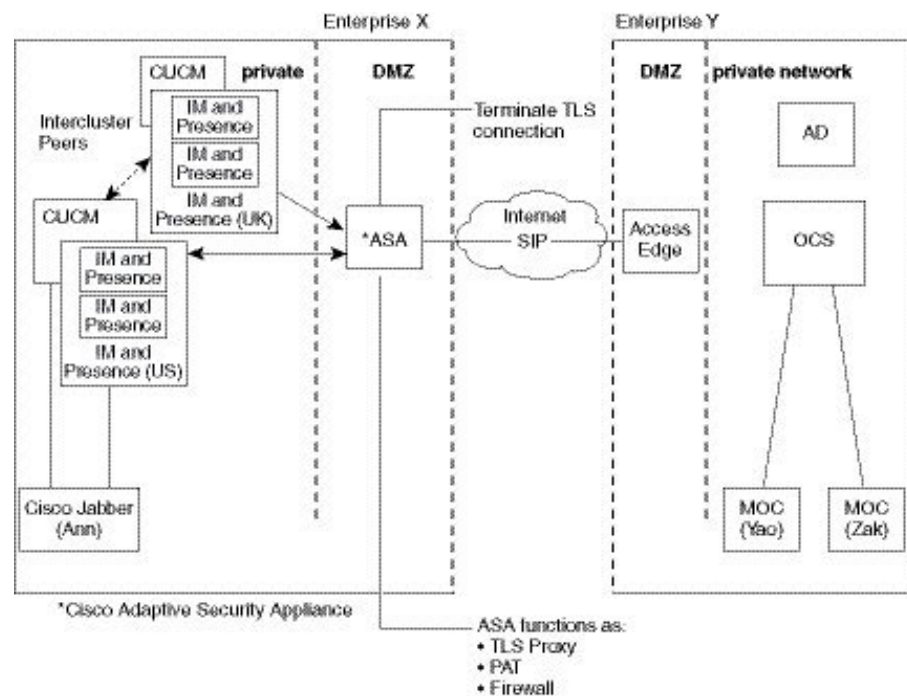 Enterprise X
Enterprise Y
CUCM
private
DMZ
DMZ
private network
IM and
Presence
IM and
Presence
IM and
Presence (UK)
Intercluster
Peers
Terminate TLS
connection
AD
CUCM
IM and
Presence
IM and
Presence
IM and
Presence (US)
*ASA
Internet
SIP
Access
Edge
OCS
Cisco Jabber
(Ann)
MOC
(Yao)
MOC
(Zak)
*Cisco Adaptive Security Appliance
ASA functions as:
• TLS Proxy
• PAT
• Firewall